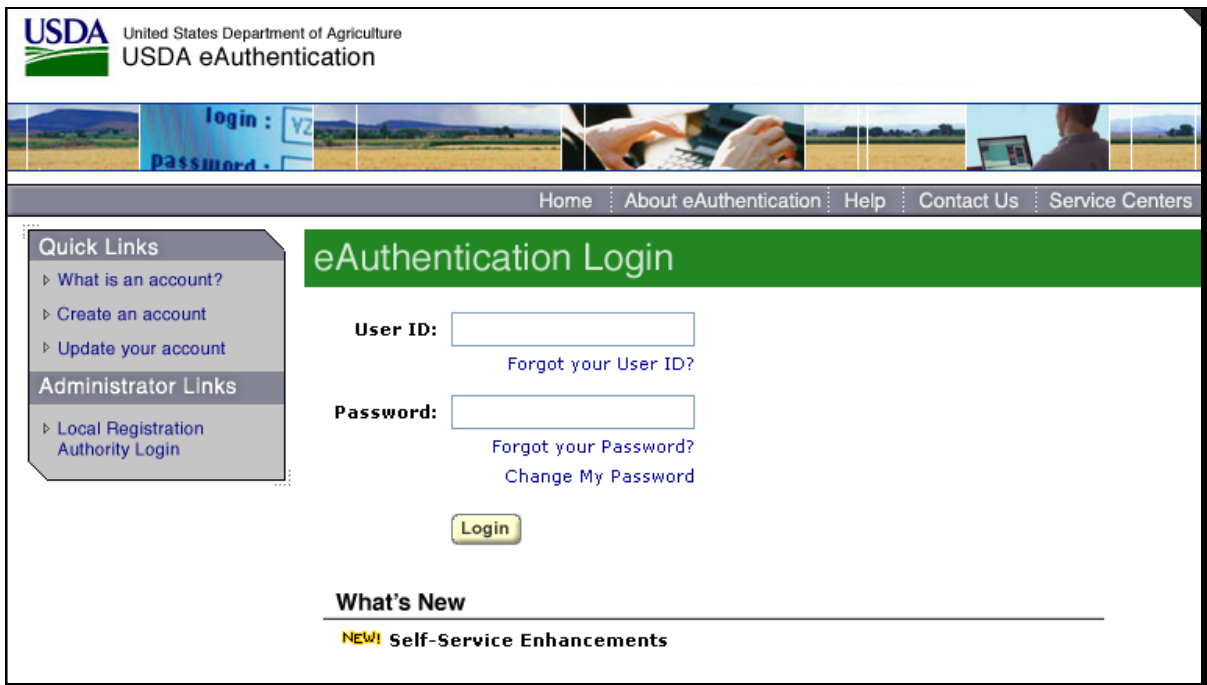 USDA
United States Department of Agriculture
USDA eAuthentication
login : VZ
password :
Home About eAuthentication Help Contact Us Service Centers
Quick Links
What is an account?
Create an account
Update your account
Administrator Links
Local Registration
Authority Login
eAuthentication Login
User ID:
Forgot your User ID?
Password:
Forgot your Password?
Change My Password
Login
What's New
NEW! Self-Service Enhancements